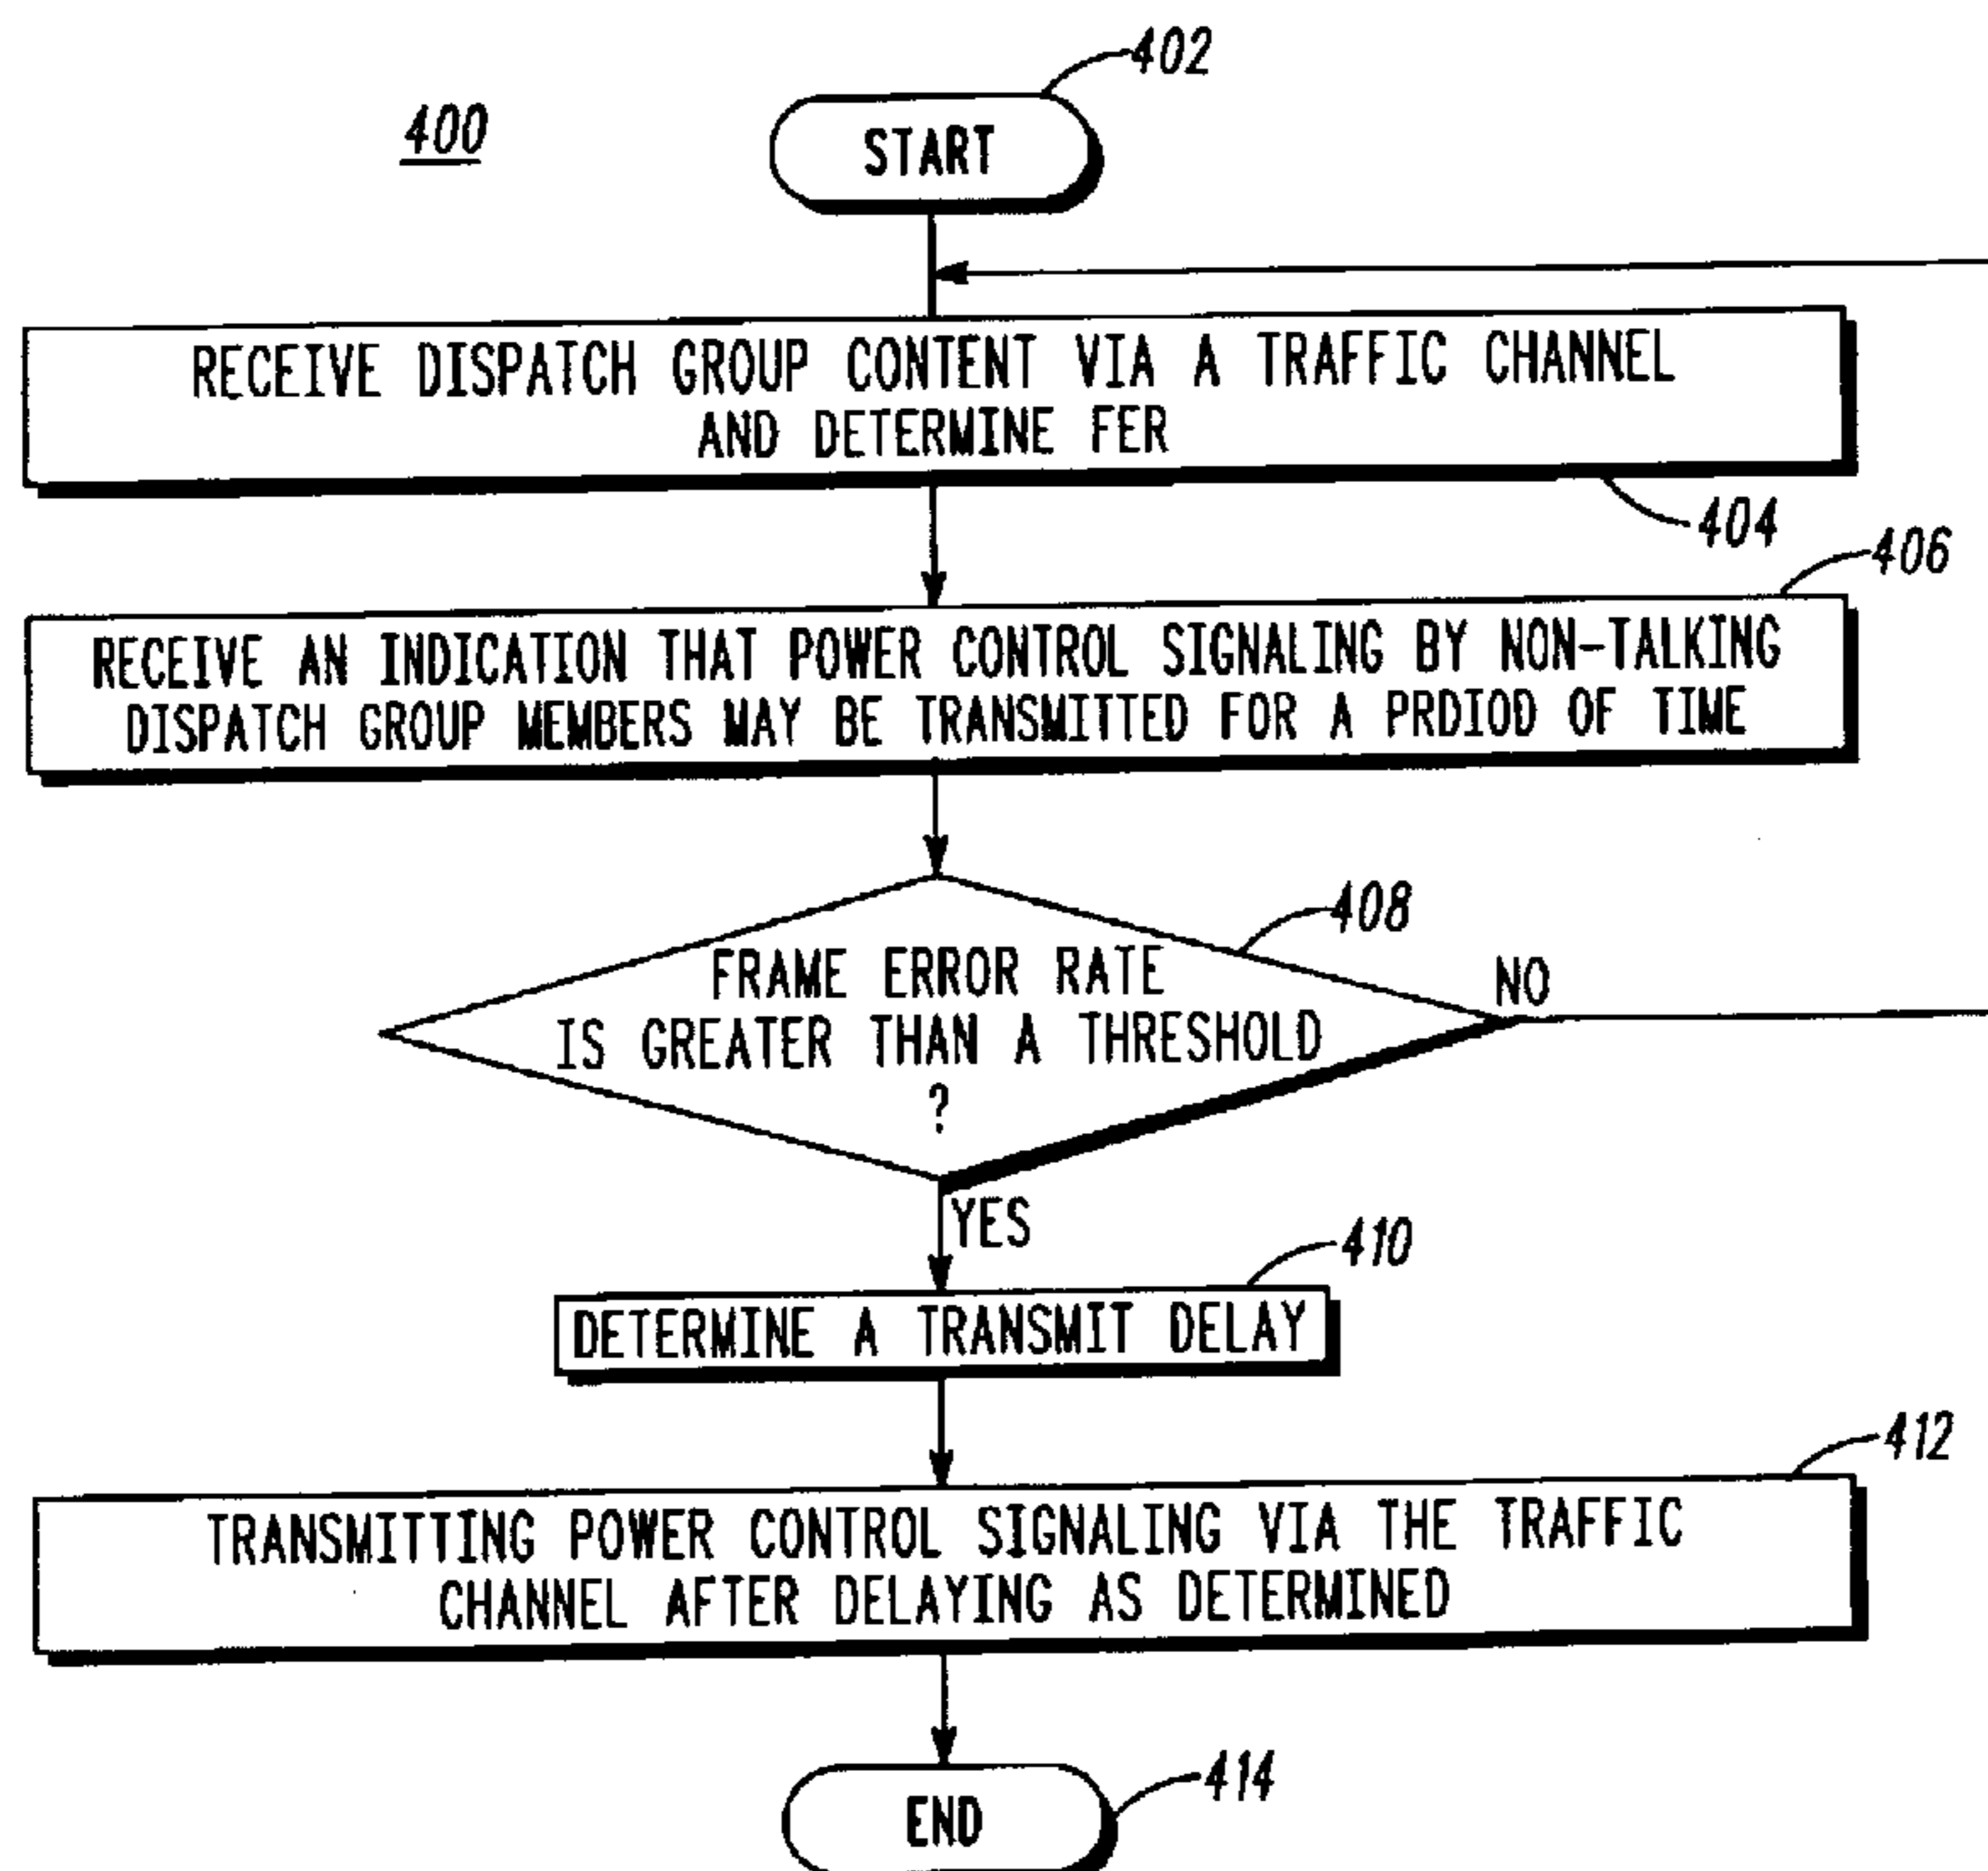 402
400
START
RECEIVE DISPATCH GROUP CONTENT VIA A TRAFFIC CHANNEL
AND DETERMINE FER
404
406
RECEIVE AN INDICATION THAT POWER CONTROL SIGNALING BY NON-TALKING
DISPATCH GROUP MEMBERS MAY BE TRANSMITTED FOR A PRDIOD OF TIME
408
FRAME ERROR RATE
IS GREATER THAN A THRESHOLD
?
NO
YES
410
DETERMINE A TRANSMIT DELAY
412
TRANSMITTING POWER CONTROL SIGNALING VIA THE TRAFFIC
CHANNEL AFTER DELAYING AS DETERMINED
414
END